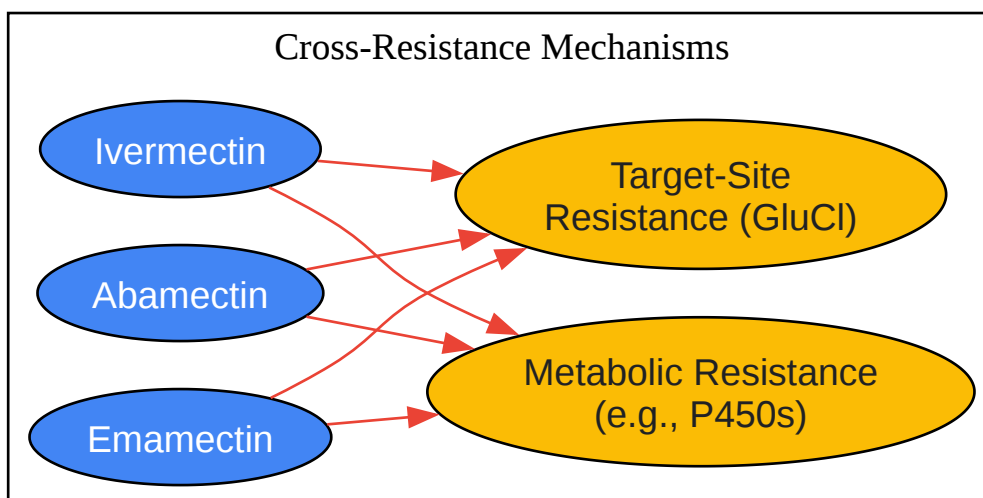 Cross-Resistance Mechanisms
Ivermectin
Target-Site
Resistance (GluCl)
Abamectin
Metabolic Resistance
(e.g., P450s)
Emamectin